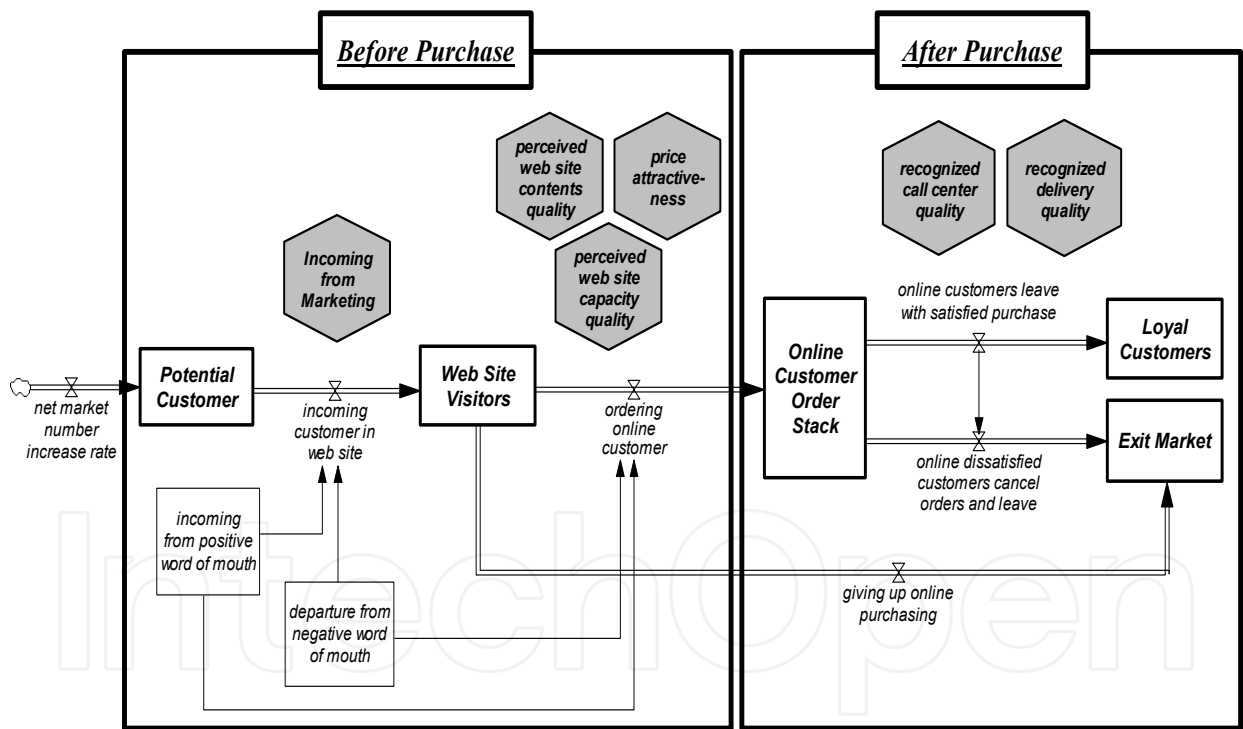 Before Purchase
After Purchase
perceived
web site
contents
quality
price
attractive-
ness
Incoming
from
Marketing
perceived
web site
capacity
quality
recognized
call center
quality
recognized
delivery
quality
net market
number
increase rate
Potential
Customer
incoming
customer in
web site
Web Site
Visitors
ordering
online
customer
Online
Customer
Order
Stack
online customers leave
with satisfied purchase
Loyal
Customers
online dissatisfied
customers cancel
orders and leave
Exit Market
incoming
from positive
word of mouth
departure from
negative word
of mouth
giving up online
purchasing
IntechOpen